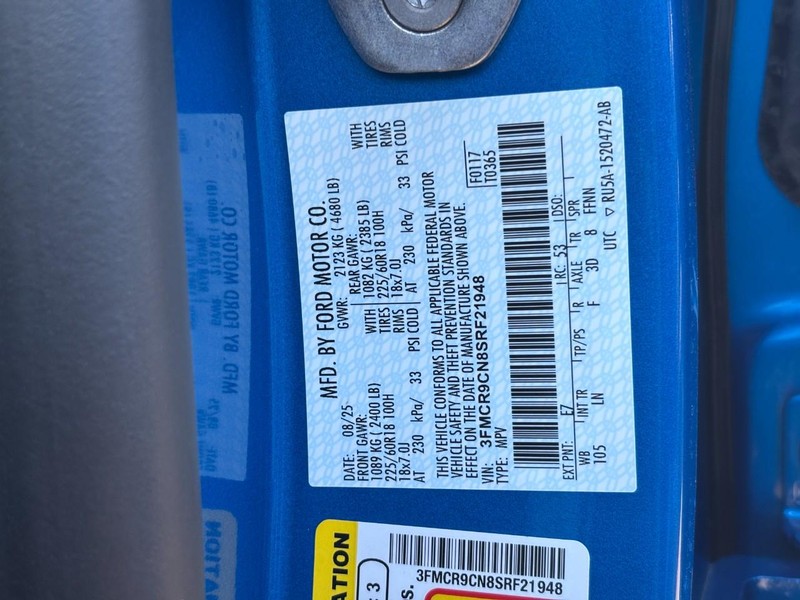 MFD. BY FORD MOTOR CO.
DATE: 08/25 GVWR: 2123 KG ( 4680 LB)
FRONT GAWR: REAR GAWR:
1089 KG ( 2400 LB) WITH 1082 KG ( 2385 LB) WITH
225/60R18 100H TIRES 225/60R18 100H TIRES
18x7.0J RIMS 18x7.0J RIMS
AT 230 kPa/ 33 PSI COLD AT 230 kPa/ 33 PSI COLD
THIS VEHICLE CONFORMS TO ALL APPLICABLE FEDERAL MOTOR
VEHICLE SAFETY AND THEFT PREVENTION STANDARDS IN
EFFECT ON THE DATE OF MANUFACTURE SHOWN ABOVE.
VIN: 3FMCR9CN8SRF21948
TYPE: MPV
F0117
T0365
EXT PNT: E7 RC: 53 DSO:
WB INT TR TP/PS R AXLE TR SPR
105 LN F 3D 8 FFNN
UTC ▽ RU5A-1520472-AB
ATION
: 3
s.
3FMCR9CN8SRF21948